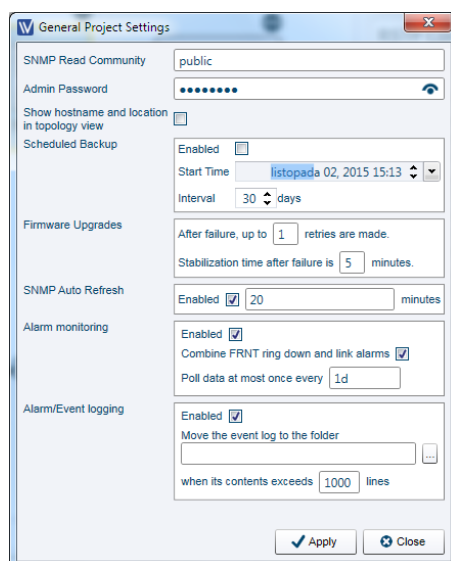 General Project Settings
SNMP Read Community
public
Admin Password
••••••••
Show hostname and location
in topology view
Scheduled Backup
Enabled
Start Time
listopada 02, 2015 15:13
Interval 30 days
Firmware Upgrades
After failure, up to 1 retries are made.
Stabilization time after failure is 5 minutes.
SNMP Auto Refresh
Enabled 20 minutes
Alarm monitoring
Enabled
Combine FRNT ring down and link alarms
Poll data at most once every 1d
Alarm/Event logging
Enabled
Move the event log to the folder
...
when its contents exceeds 1000 lines
Apply
Close